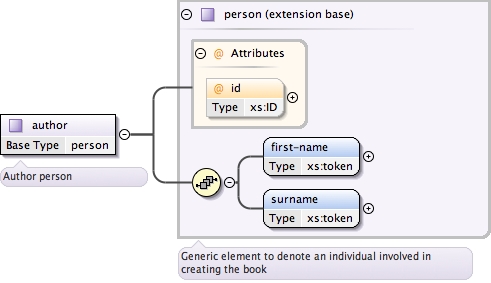 person (extension base)
@ Attributes
@ id
Type xs:ID
author
Base Type person
Author person
first-name
Type xs:token
surname
Type xs:token
Generic element to denote an individual involved in
creating the book